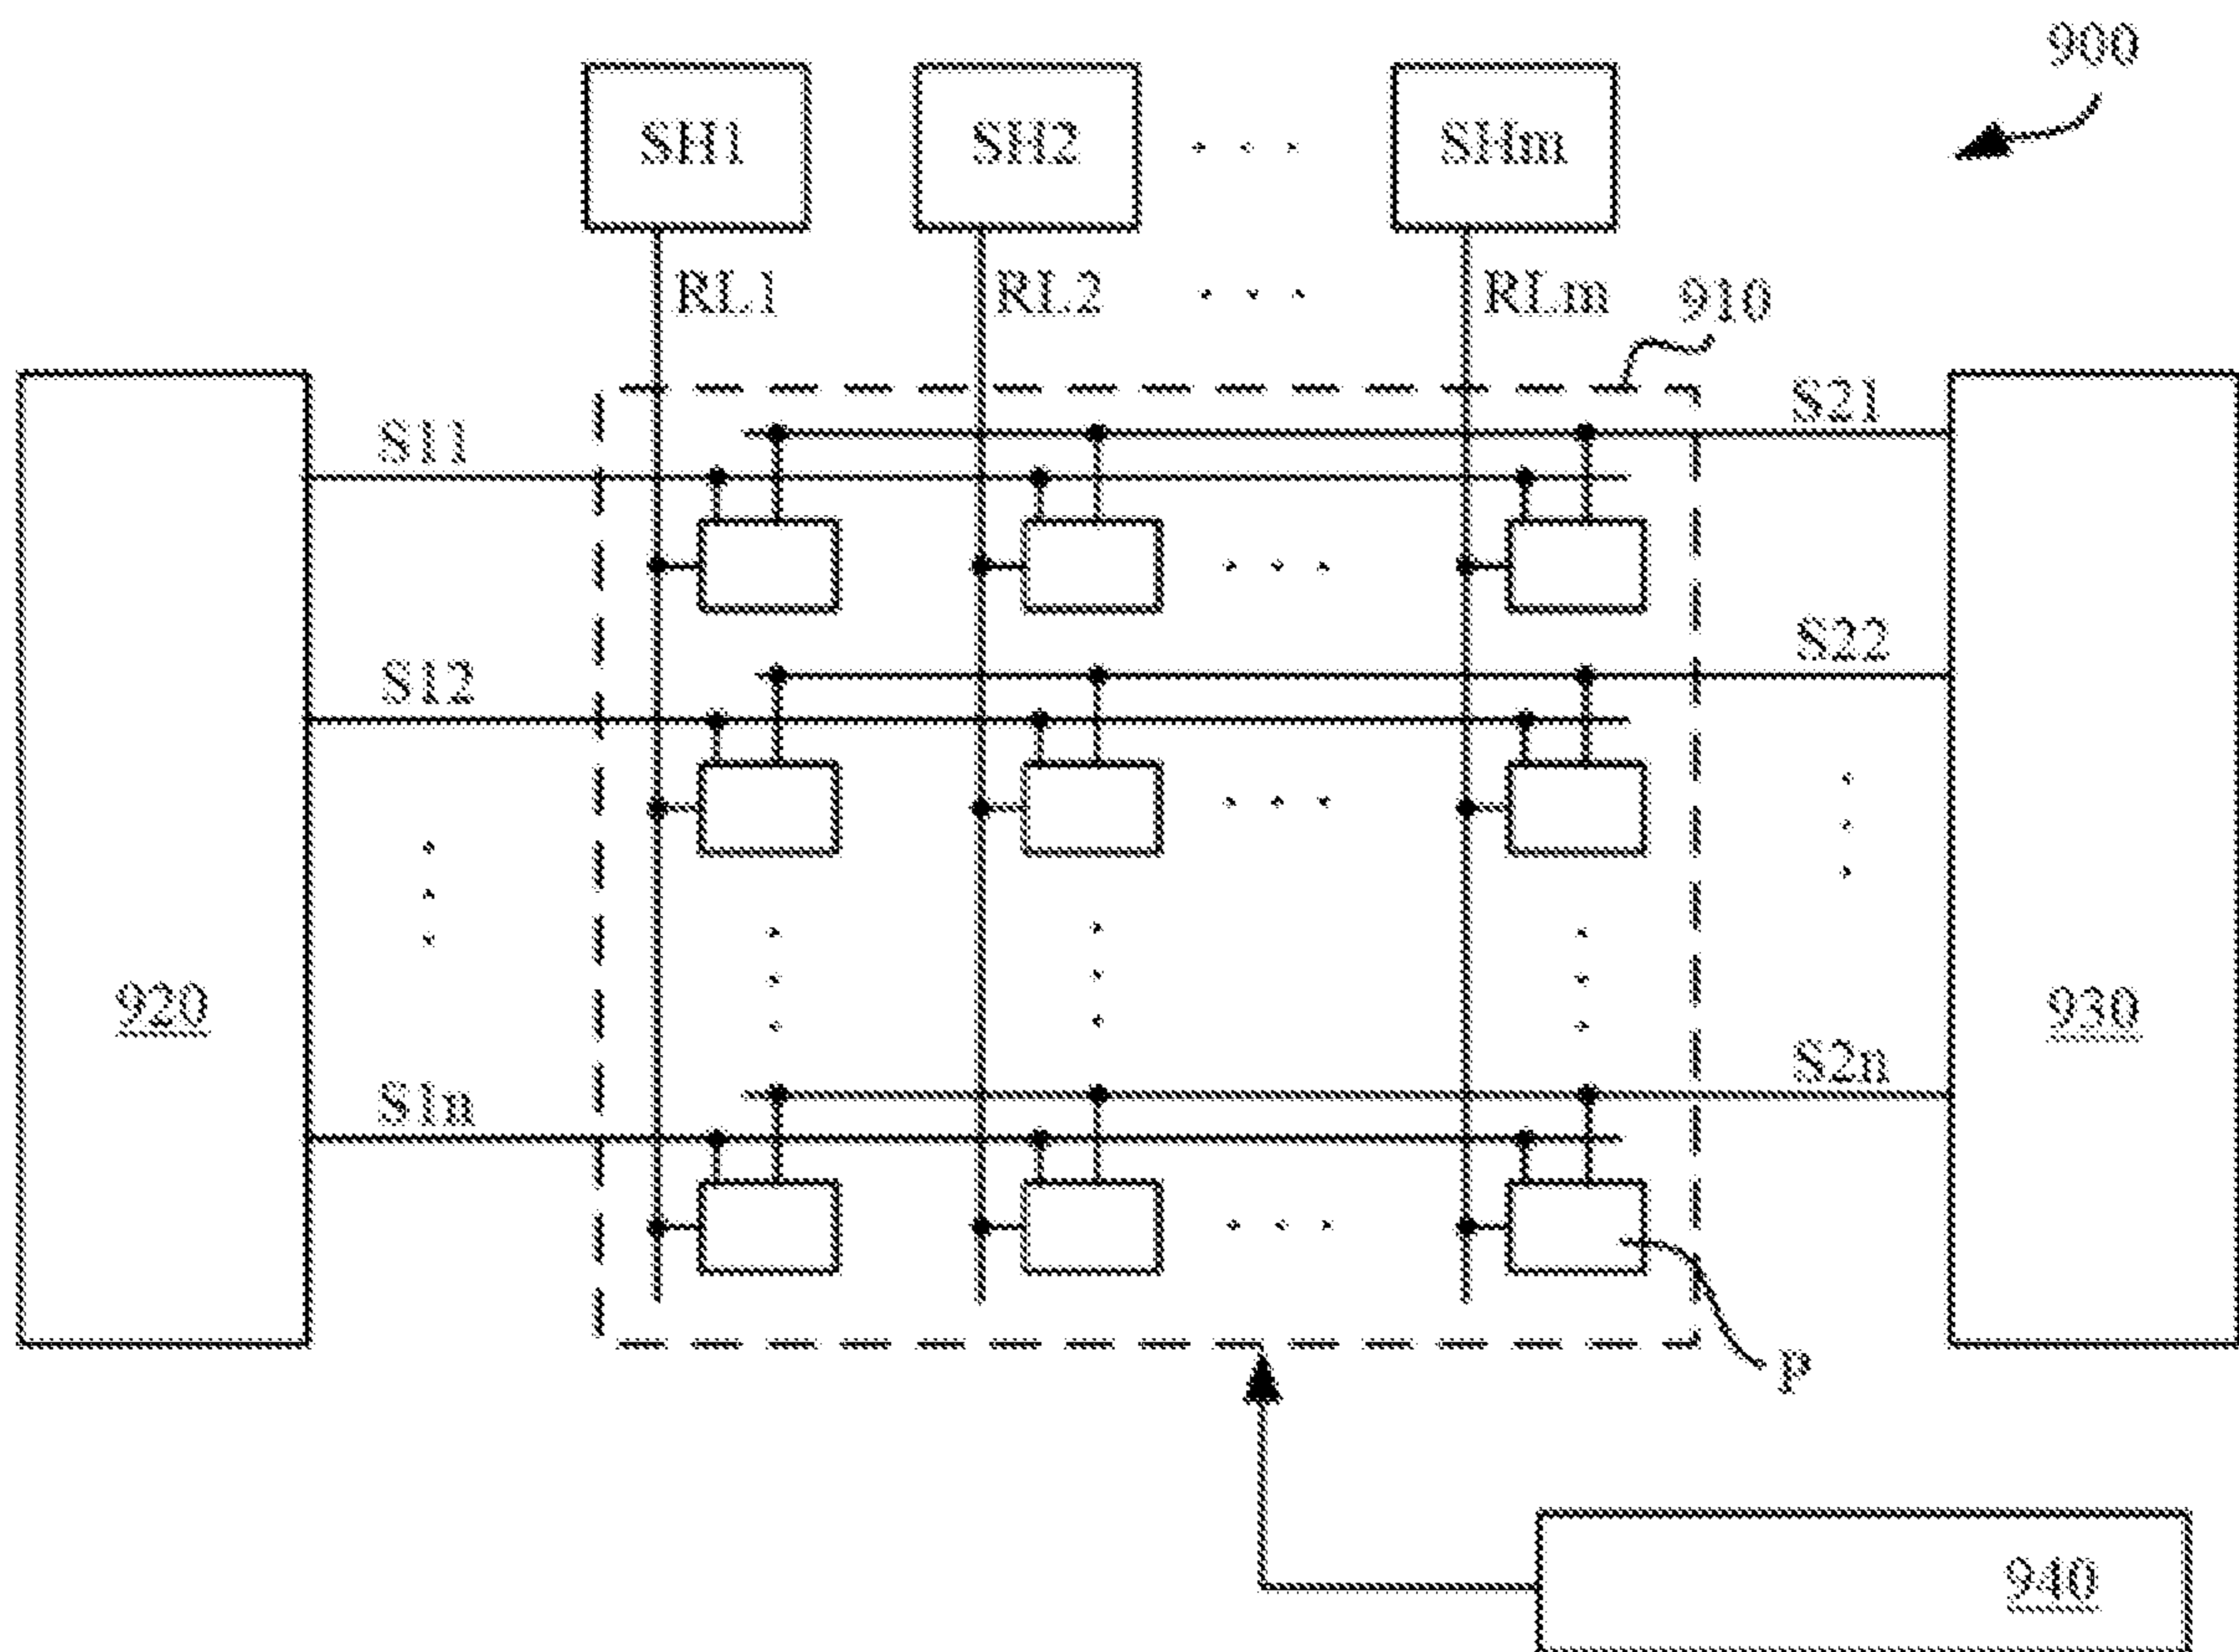 900
SH1 SH2 . . . SHm
RL1 RL2 . . . RLm
910
S11 S21
S12 S22
920 930
S1n S2n
P
940